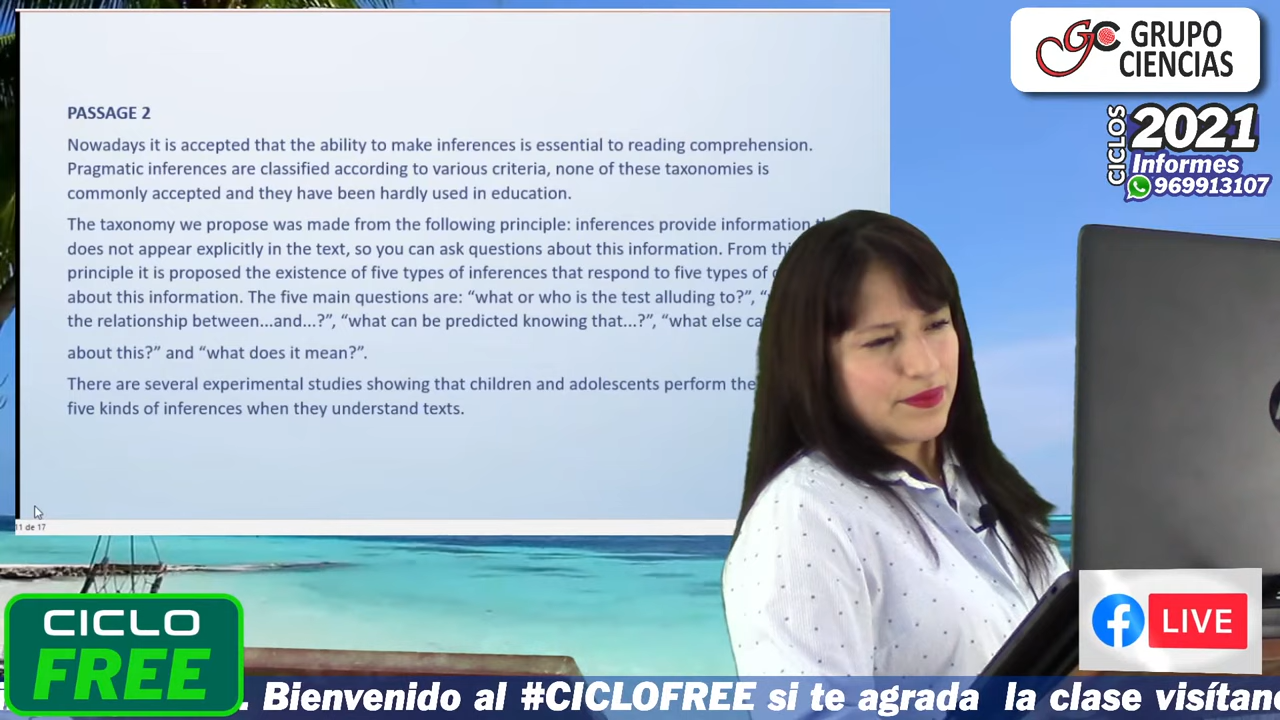 PASSAGE 2
Nowadays it is accepted that the ability to make inferences is essential to reading comprehension.
Pragmatic inferences are classified according to various criteria, none of these taxonomies is
commonly accepted and they have been hardly used in education.
The taxonomy we propose was made from the following principle: inferences provide information
does not appear explicitly in the text, so you can ask questions about this information. From
principle it is proposed the existence of five types of inferences that respond to five types of
about this information. The five main questions are: “what or who is the test alluding to?”, “
the relationship between...and...?”, “what can be predicted knowing that...?”, “what else
about this?” and “what does it mean?”.
There are several experimental studies showing that children and adolescents perform
five kinds of inferences when they understand texts.
11 de 17
GC GRUPO
CIENCIAS
CICLOS
2021
Informes
969913107
f LIVE
CICLO
FREE
. Bienvenido al #CICLOFREE si te agrada la clase